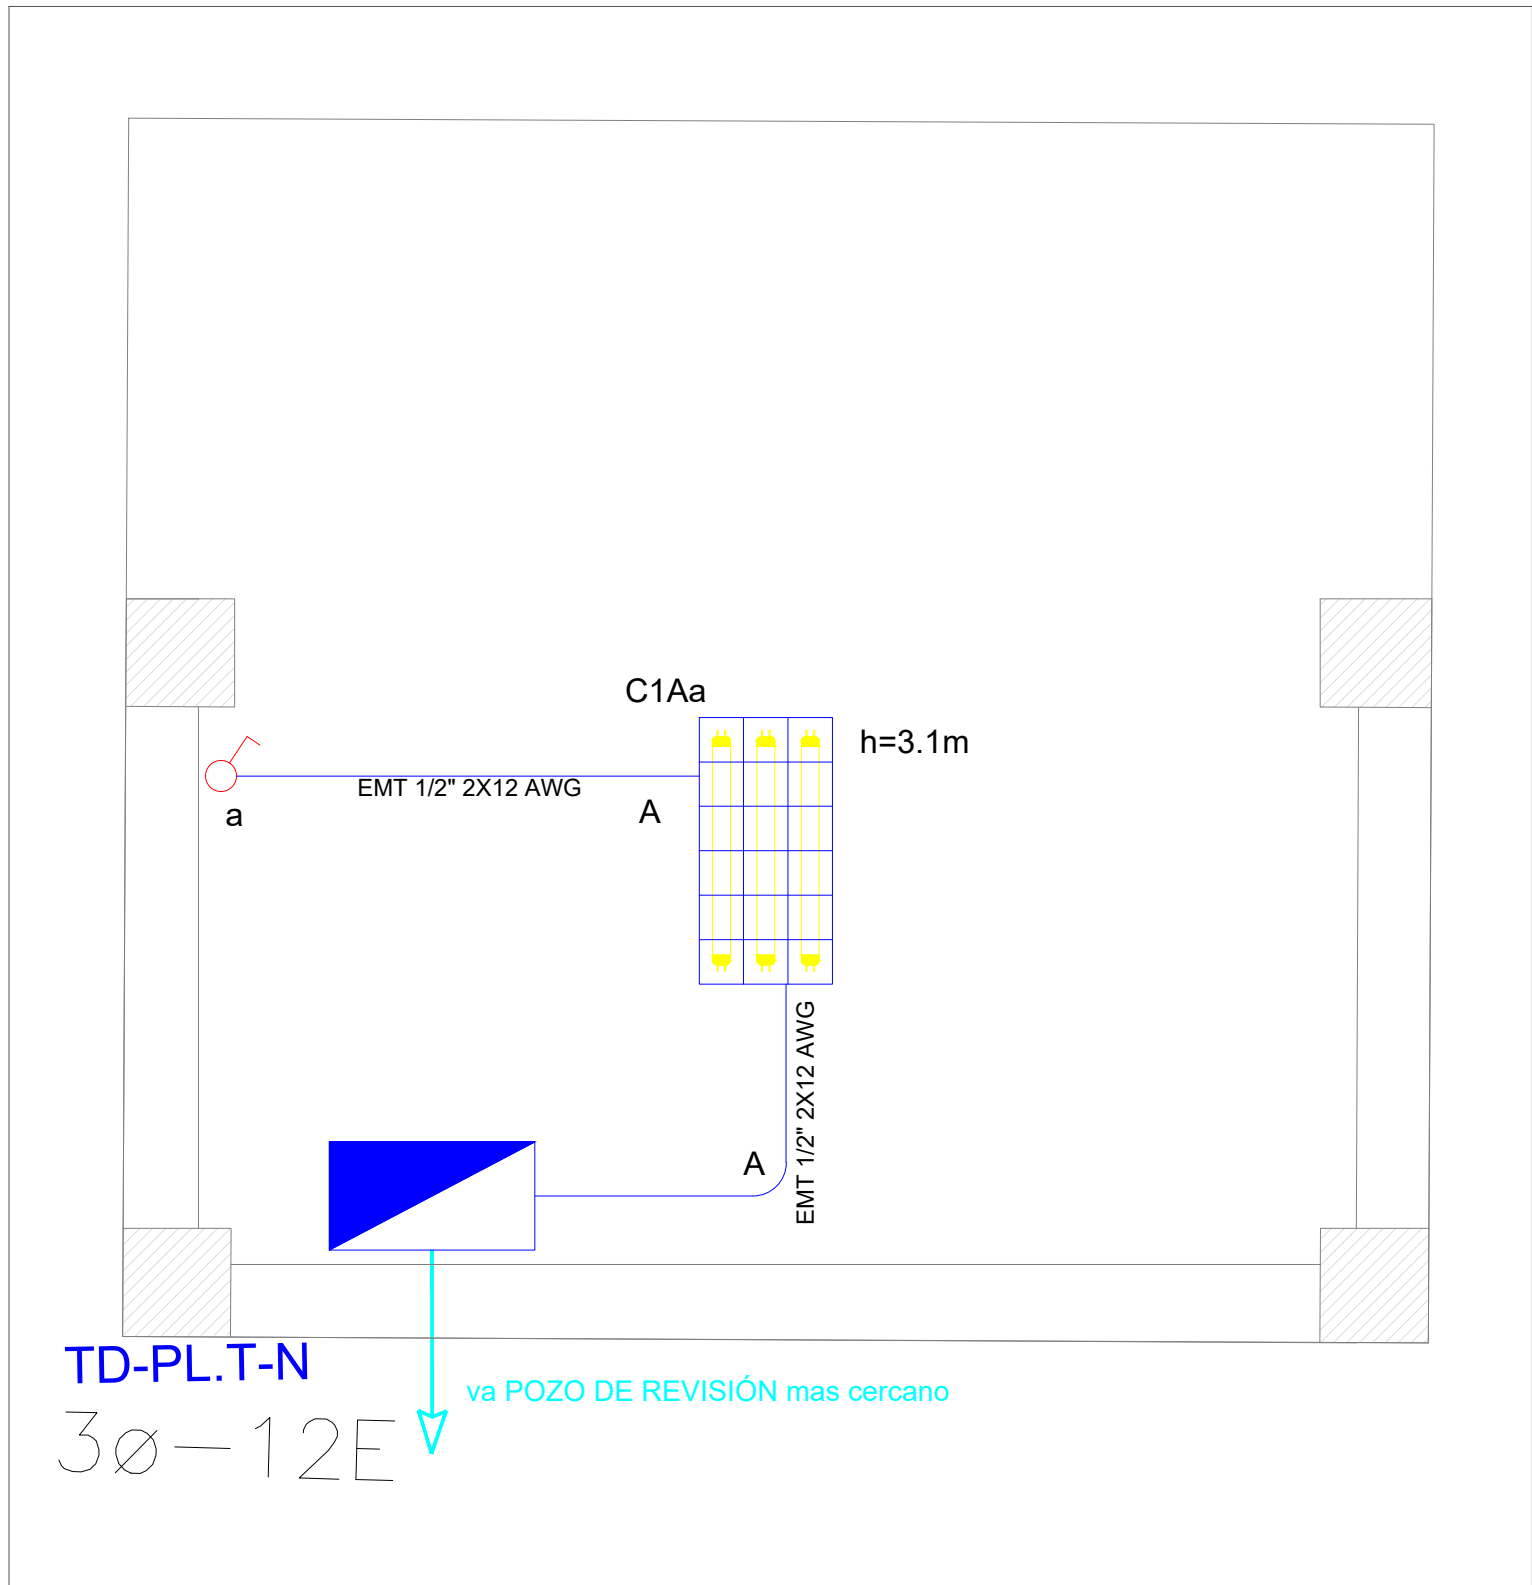 C1Aa
h=3.1m
EMT 1/2" 2X12 AWG
a
A
EMT 1/2" 2X12 AWG
A
TD-PL.T-N
va POZO DE REVISIÓN mas cercano
3ø-12E